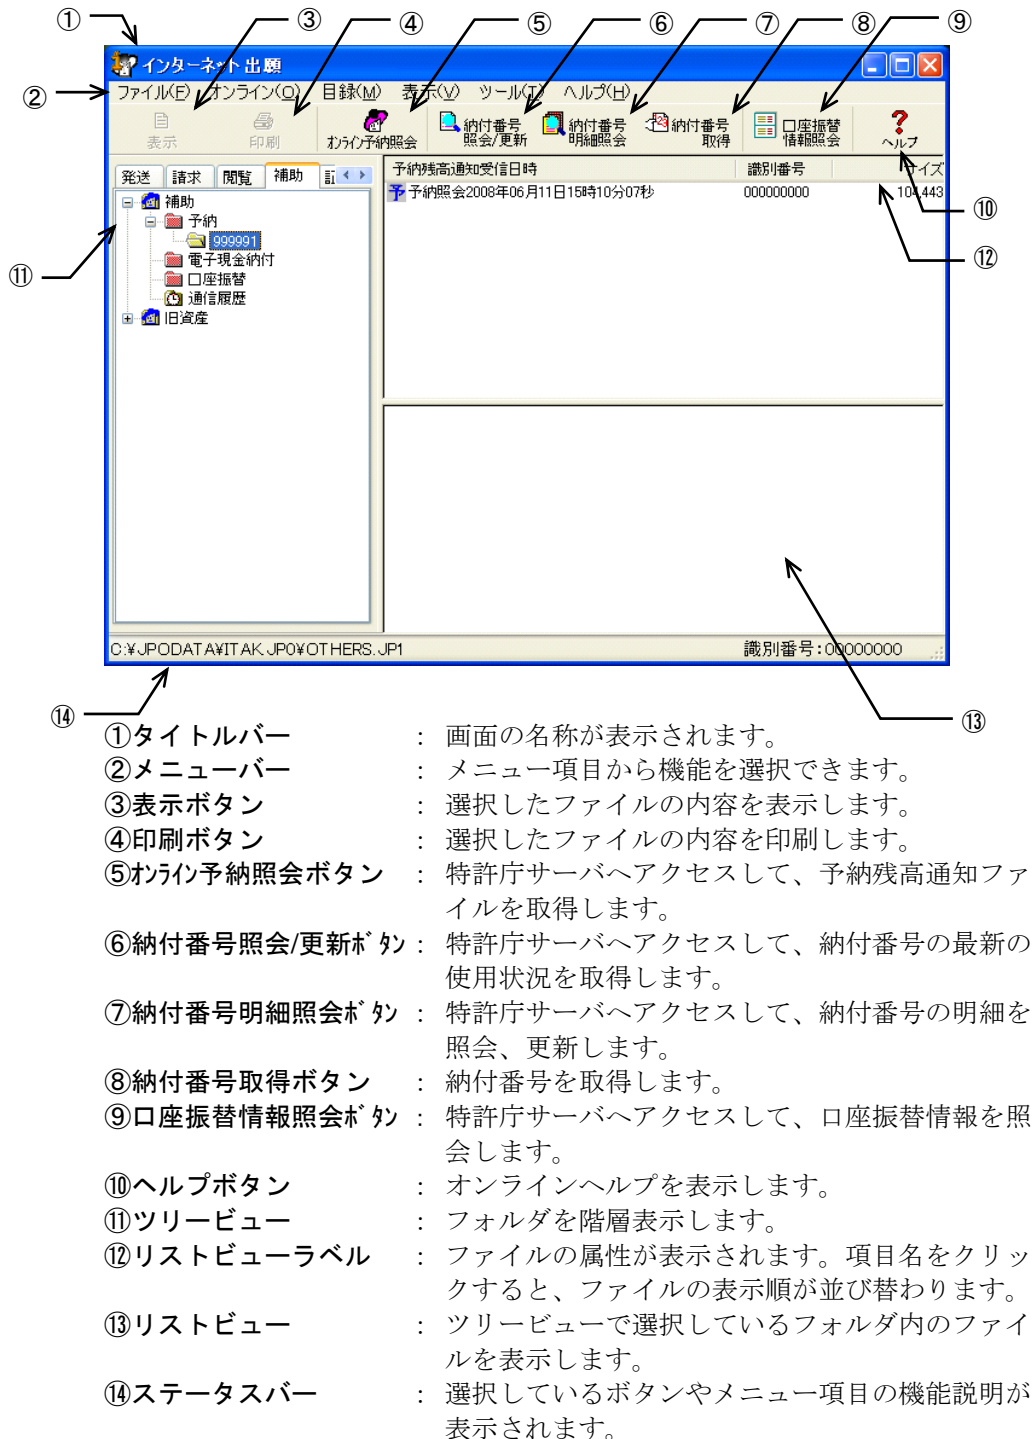 ① ③ ④ ⑤ ⑥ ⑦ ⑧ ⑨
インターネット出願
②
ファイル(F) オンライン(O) 目録(M) 表示(V) ツール(T) ヘルプ(H)
表示 印刷 ｵﾝﾗｲﾝ予納照会 納付番号 照会/更新 納付番号 明細照会 納付番号 取得 口座振替 情報照会 ヘルプ
発送 請求 閲覧 補助
予納残高通知受信日時 識別番号 サイズ
予 予納照会2008年06月11日15時10分07秒 000000000 104,443
補助
予納
999991
電子現金納付
口座振替
通信履歴
旧資産
⑩
⑫
⑪
C:¥JPODATA¥ITAK.JP0¥OTHERS.JP1 識別番号:00000000
⑭ ⑬
①タイトルバー : 画面の名称が表示されます。
②メニューバー : メニュー項目から機能を選択できます。
③表示ボタン : 選択したファイルの内容を表示します。
④印刷ボタン : 選択したファイルの内容を印刷します。
⑤ｵﾝﾗｲﾝ予納照会ボタン : 特許庁サーバへアクセスして、予納残高通知ファ
イルを取得します。
⑥納付番号照会/更新ﾎﾞﾀﾝ : 特許庁サーバへアクセスして、納付番号の最新の
使用状況を取得します。
⑦納付番号明細照会ﾎﾞﾀﾝ : 特許庁サーバへアクセスして、納付番号の明細を
照会、更新します。
⑧納付番号取得ボタン : 納付番号を取得します。
⑨口座振替情報照会ﾎﾞﾀﾝ : 特許庁サーバへアクセスして、口座振替情報を照
会します。
⑩ヘルプボタン : オンラインヘルプを表示します。
⑪ツリービュー : フォルダを階層表示します。
⑫リストビューラベル : ファイルの属性が表示されます。項目名をクリッ
クすると、ファイルの表示順が並び替わります。
⑬リストビュー : ツリービューで選択しているフォルダ内のファイ
ルを表示します。
⑭ステータスバー : 選択しているボタンやメニュー項目の機能説明が
表示されます。